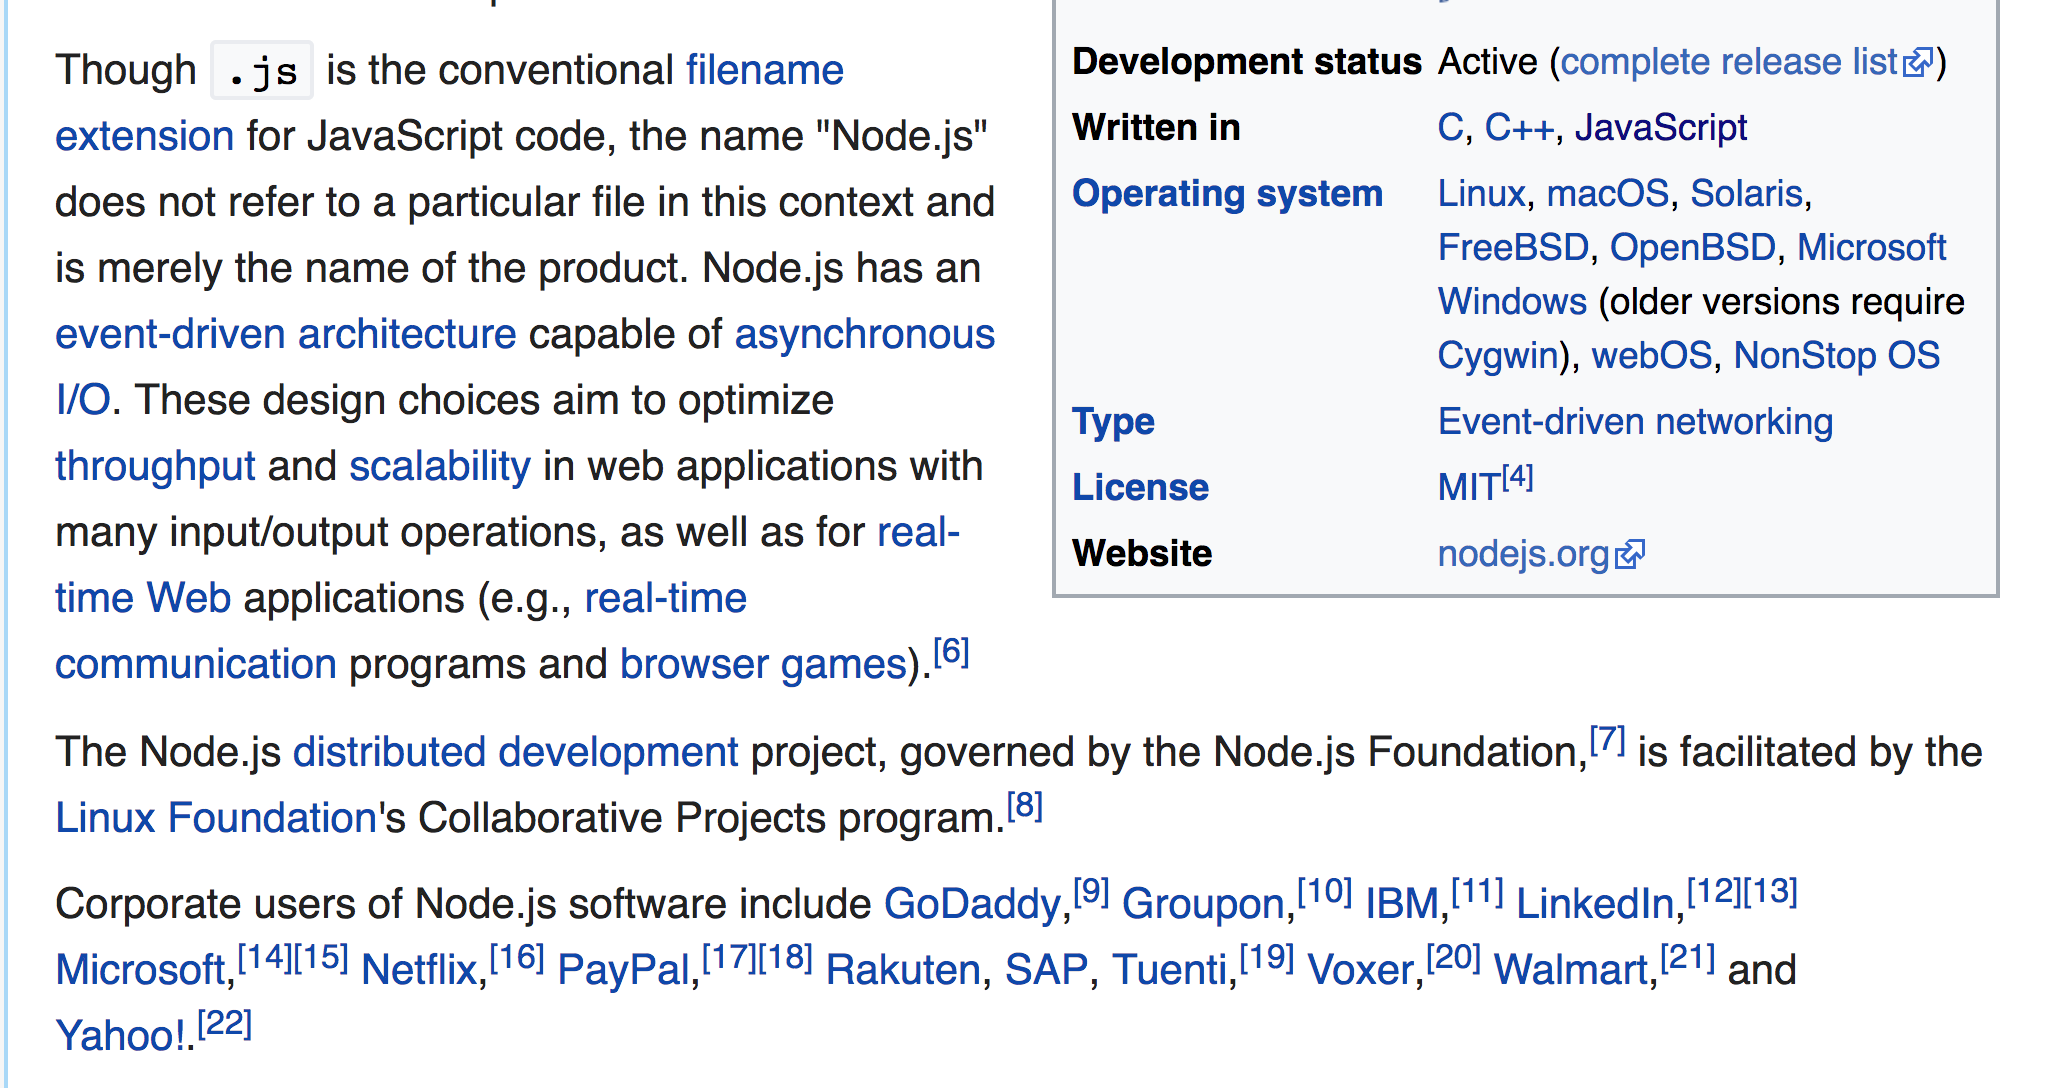 Though .js is the conventional filename
extension for JavaScript code, the name "Node.js"
does not refer to a particular file in this context and
is merely the name of the product. Node.js has an
event-driven architecture capable of asynchronous
I/O. These design choices aim to optimize
throughput and scalability in web applications with
many input/output operations, as well as for real-
time Web applications (e.g., real-time
communication programs and browser games).[6]
The Node.js distributed development project, governed by the Node.js Foundation,[7] is facilitated by the
Linux Foundation's Collaborative Projects program.[8]
Corporate users of Node.js software include GoDaddy,[9] Groupon,[10] IBM,[11] LinkedIn,[12][13]
Microsoft,[14][15] Netflix,[16] PayPal,[17][18] Rakuten, SAP, Tuenti,[19] Voxer,[20] Walmart,[21] and
Yahoo!.[22]
Development status Active (complete release list)
Written in C, C++, JavaScript
Operating system Linux, macOS, Solaris,
FreeBSD, OpenBSD, Microsoft
Windows (older versions require
Cygwin), webOS, NonStop OS
Type Event-driven networking
License MIT[4]
Website nodejs.org